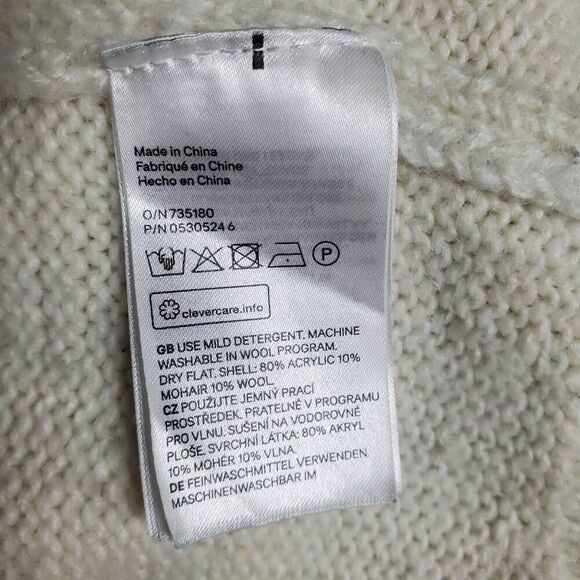 Made in China
Fabriqué en Chine
Hecho en China
O/N 735180
P/N 0530524 6
P
clevercare.info
GB USE MILD DETERGENT. MACHINE
WASHABLE IN WOOL PROGRAM.
DRY FLAT. SHELL: 80% ACRYLIC 10%
MOHAIR 10% WOOL.
CZ POUŽIJTE JEMNÝ PRACÍ
PROSTŘEDEK. PRATELNÉ V PROGRAMU
PRO VLNU. SUŠENÍ NA VODOROVNÉ
PLOŠE. SVRCHNÍ LÁTKA: 80% AKRYL
10% MOHÉR 10% VLNA.
DE FEINWASCHMITTEL VERWENDEN.
MASCHINENWASCHBAR IM